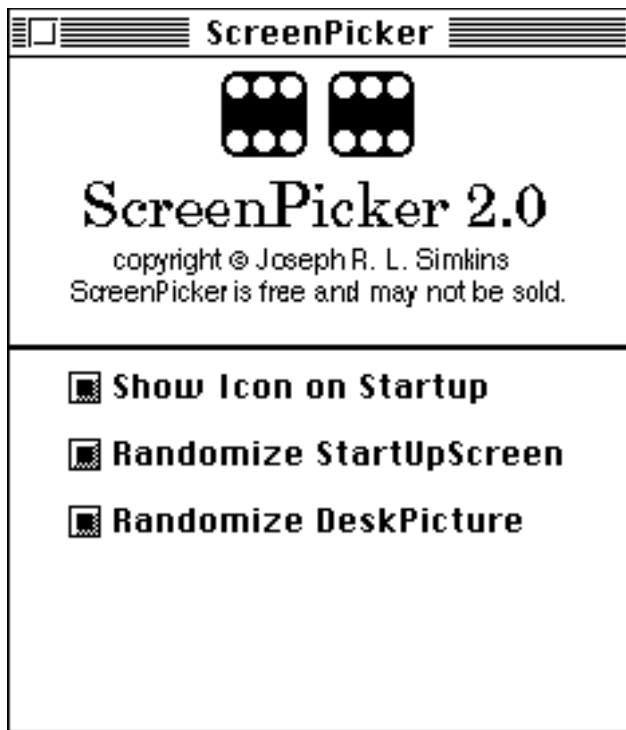 ScreenPicker
ScreenPicker 2.0
copyright © Joseph R. L. Simkins
ScreenPicker is free and may not be sold.
Show Icon on Startup
Randomize StartUpScreen
Randomize DeskPicture